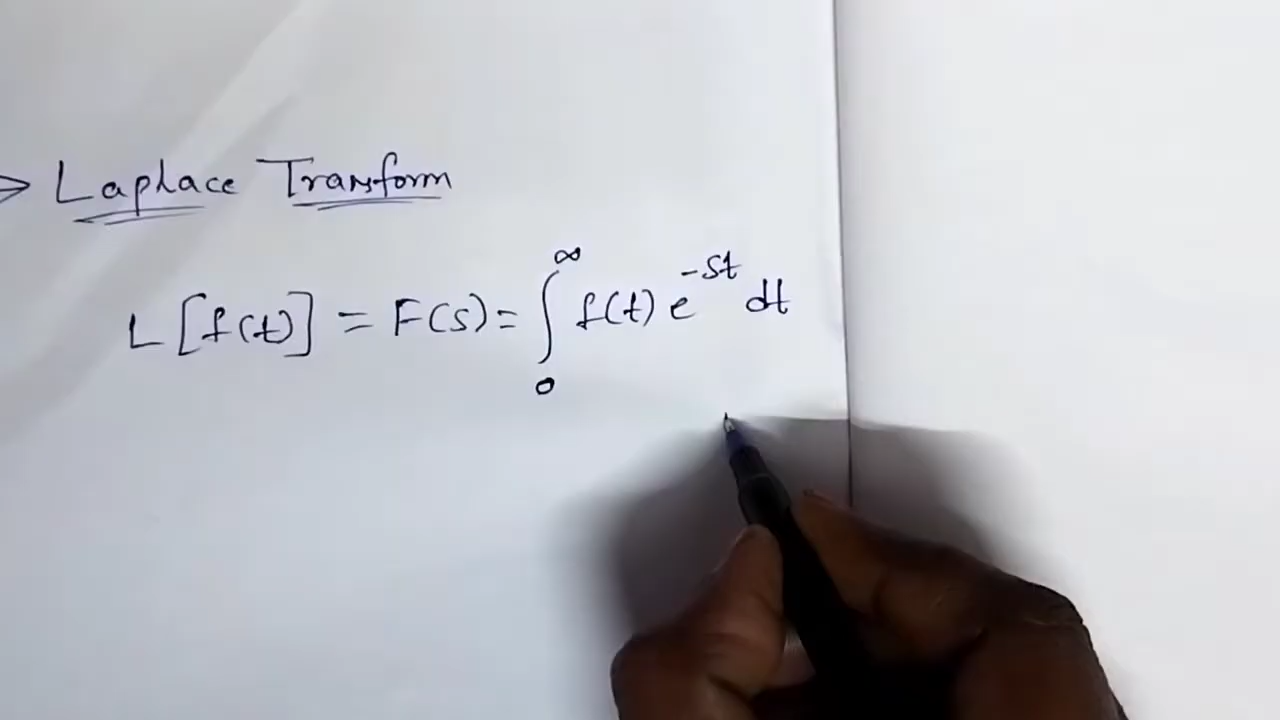 → Laplace Transform
L[f(t)] = F(s) = ∫₀^∞ f(t) e^{-st} dt